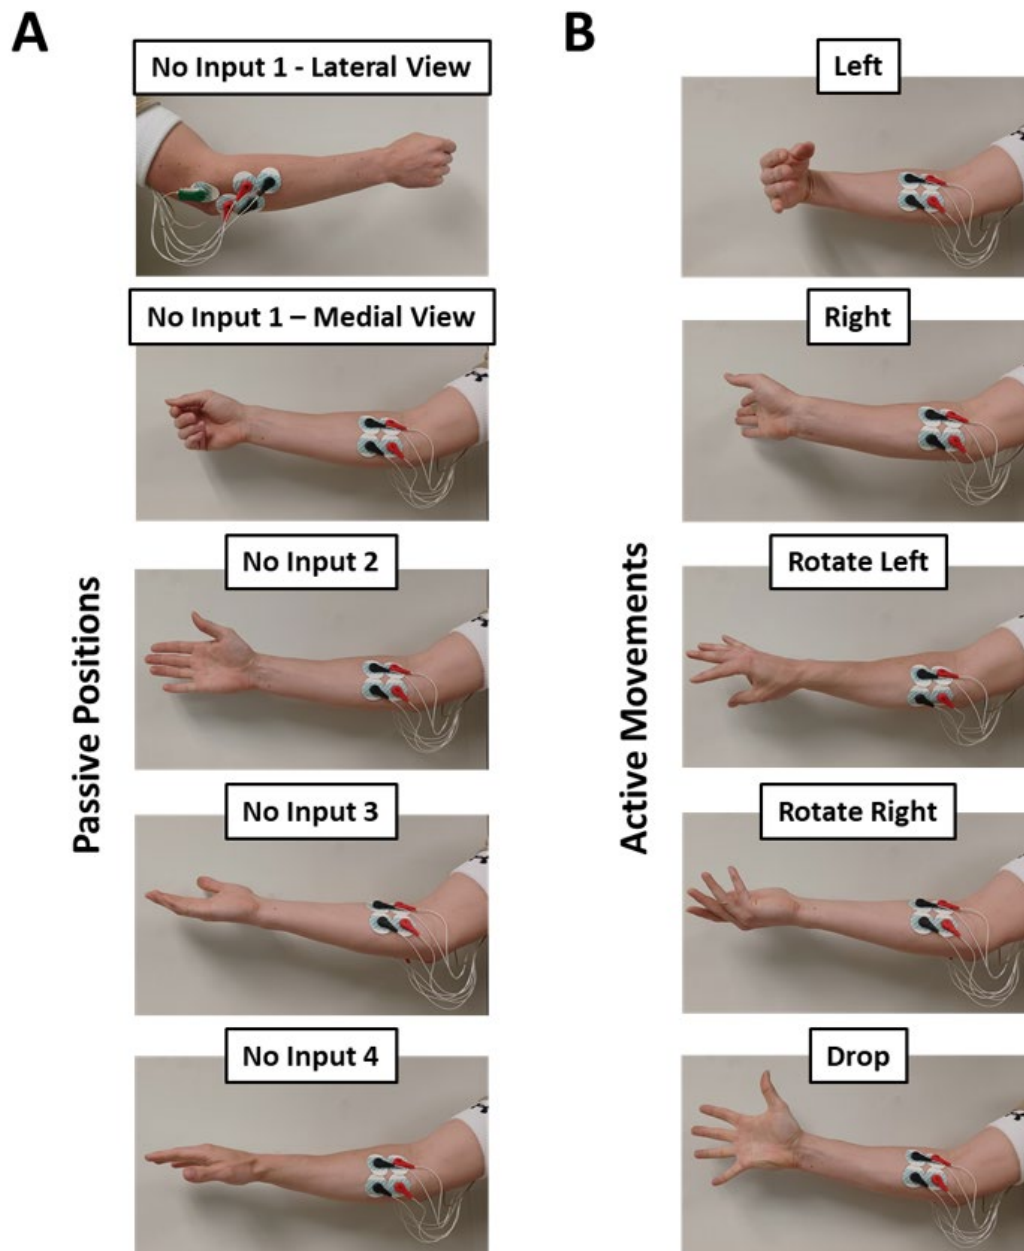 A
No Input 1 - Lateral View
No Input 1 – Medial View
Passive Positions
No Input 2
No Input 3
No Input 4
B
Left
Right
Active Movements
Rotate Left
Rotate Right
Drop